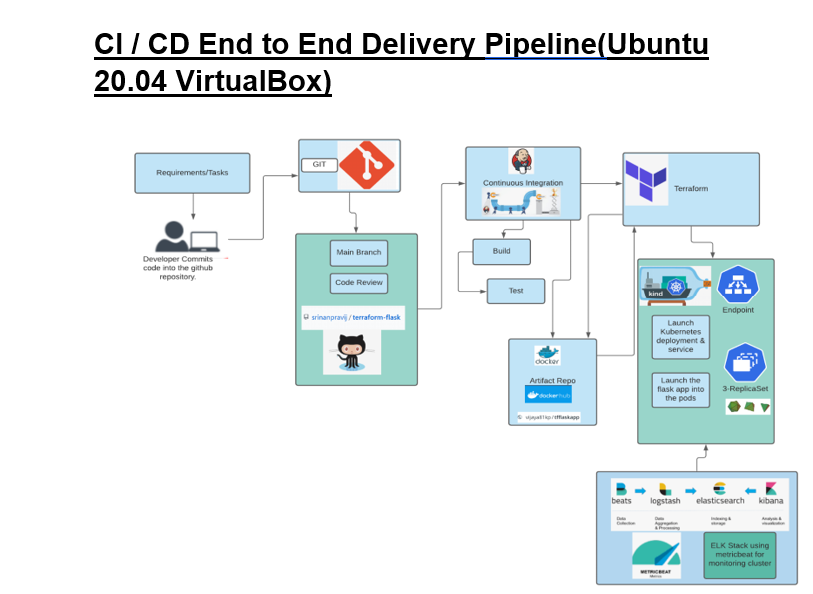 CI / CD End to End Delivery Pipeline(Ubuntu
20.04 VirtualBox)
Requirements/Tasks
Developer Commits
code into the github
repository.
GIT
Main Branch
Code Review
srinanpravij / terraform-flask
Continuous Integration
Build
Test
docker
Artifact Repo
dockerhub
vijaya81kp / tfflaskapp
Terraform
kind
Endpoint
Launch
Kubernetes
deployment &
service
3-ReplicaSet
Launch the
flask app into
the pods
beats
logstash
elasticsearch
kibana
Data
Collection
Data
Aggregation
& Processing
Indexing &
storage
Analysis &
visualization
METRICBEAT
ELK Stack using
metricbeat for
monitoring cluster